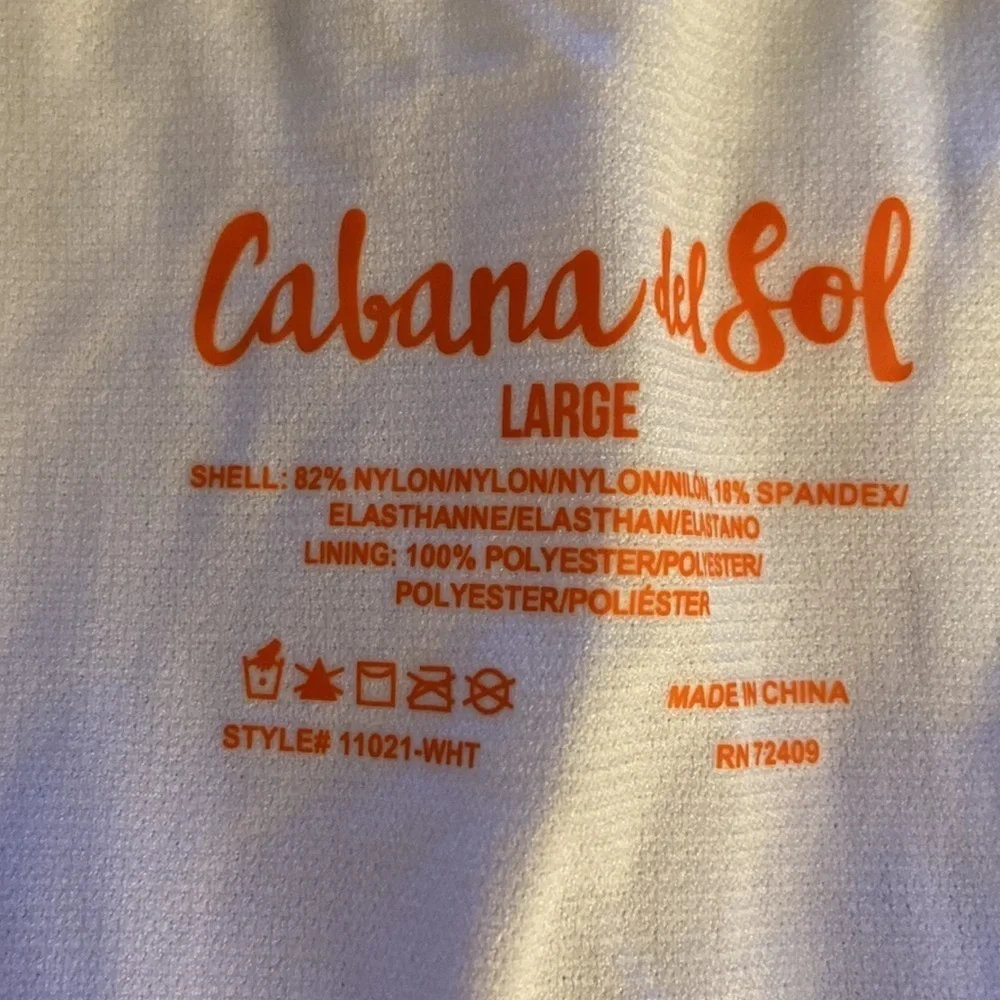 Cabana del Sol
LARGE
SHELL: 82% NYLON/NYLON/NYLON/NILON, 18% SPANDEX/
ELASTHANNE/ELASTHAN/ELASTANO
LINING: 100% POLYESTER/POLYESTER/
POLYESTER/POLIÉSTER
MADE IN CHINA
STYLE# 11021-WHT
RN 72409